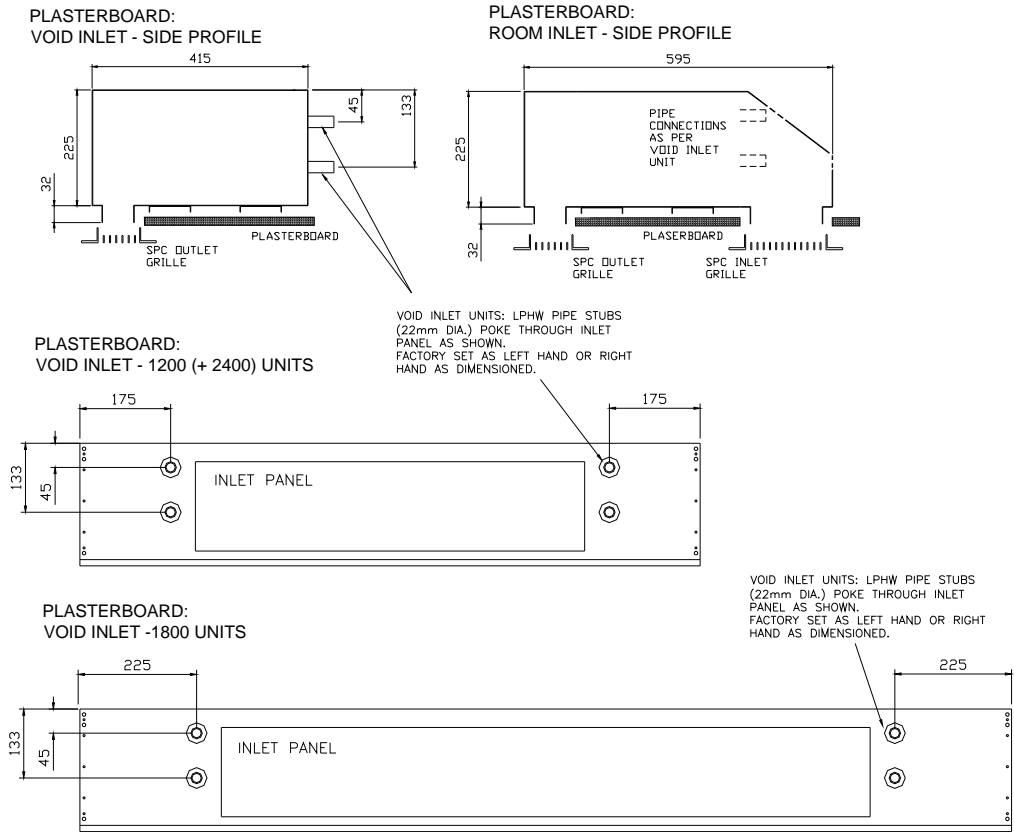 PLASTERBOARD:
VOID INLET - SIDE PROFILE
415
225
32
45
133
SPC OUTLET
GRILLE
PLASTERBOARD
PLASTERBOARD:
ROOM INLET - SIDE PROFILE
595
225
32
PIPE
CONNECTIONS
AS PER
VOID INLET
UNIT
PLASERBOARD
SPC OUTLET
GRILLE
SPC INLET
GRILLE
VOID INLET UNITS: LPHW PIPE STUBS
(22mm DIA.) POKE THROUGH INLET
PANEL AS SHOWN.
FACTORY SET AS LEFT HAND OR RIGHT
HAND AS DIMENSIONED.
PLASTERBOARD:
VOID INLET - 1200 (+ 2400) UNITS
175
175
133
45
INLET PANEL
VOID INLET UNITS: LPHW PIPE STUBS
(22mm DIA.) POKE THROUGH INLET
PANEL AS SHOWN.
FACTORY SET AS LEFT HAND OR RIGHT
HAND AS DIMENSIONED.
PLASTERBOARD:
VOID INLET -1800 UNITS
225
225
133
45
INLET PANEL